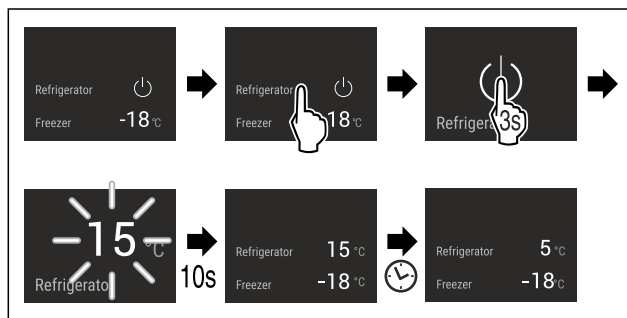 Refrigerator
Freezer -18 °C
Refrigerator
Freezer 18 °C
Refrigera 3s
15 °C
Refrigerato
10s
Refrigerator 15 °C
Freezer -18 °C
Refrigerator 5 °C
Freezer -18°C